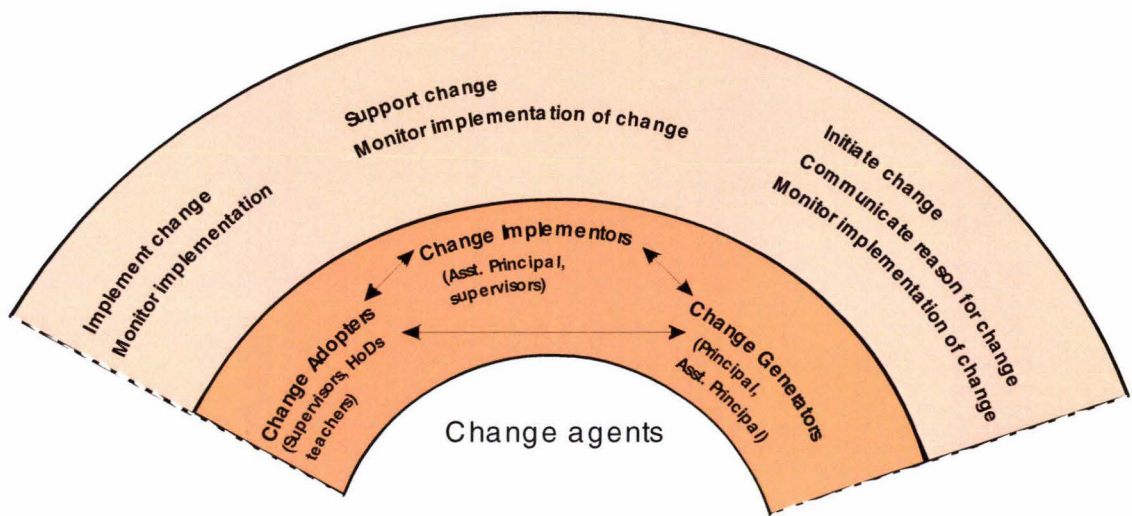 Support change
Monitor implementation of change
Initiate change
Communicate reason for change
Monitor implementation of change
Implement change
Monitor implementation
Change Implementors
(Asst. Principal,
supervisors)
Change Adopters
(Supervisors, HoDs
teachers)
Change Generators
(Principal,
Asst. Principal)
Change agents